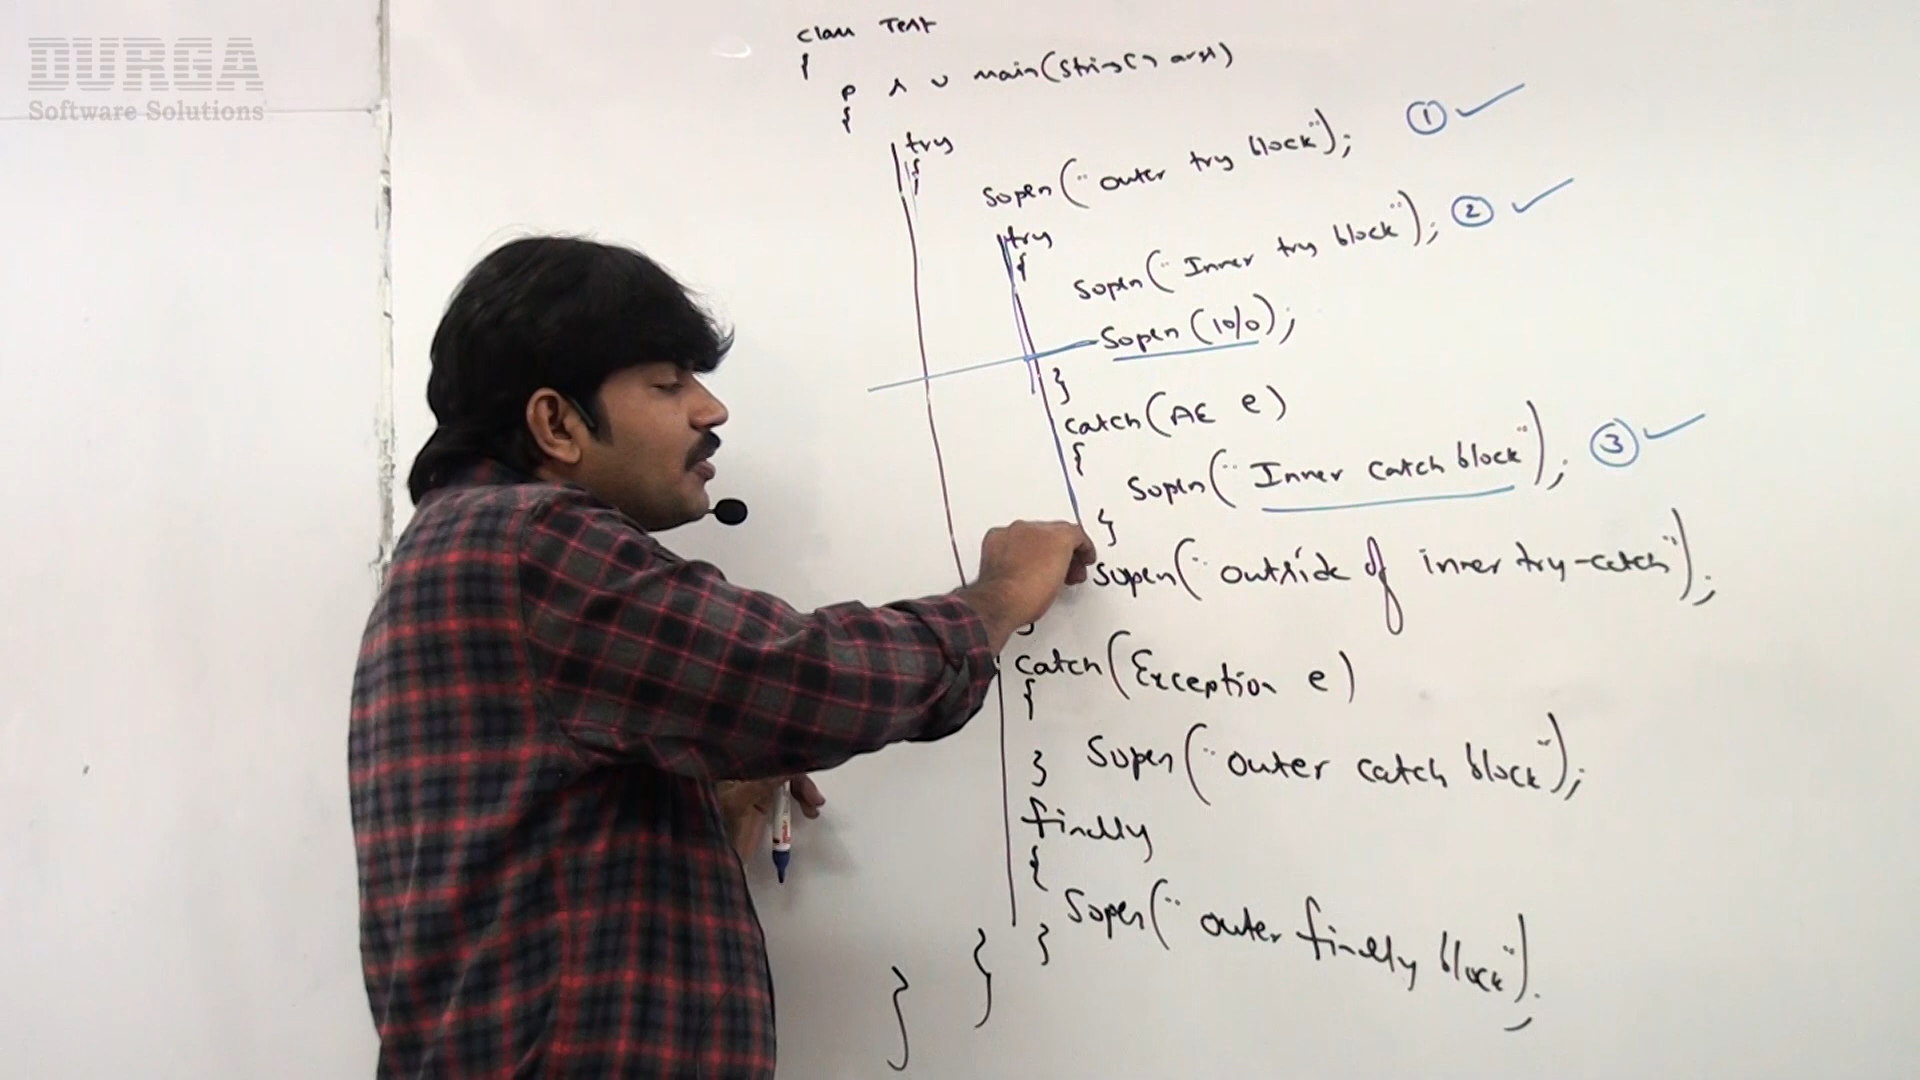 DURGA
Software Solutions
class Test
{
p s v main(String[] args)
{
try
{
Sopln("outer try block"); ①
try
{
Sopln("Inner try block"); ②
Sopln(10/0);
}
catch(AE e)
{
Sopln("Inner catch block"); ③
}
Sopln("outside of inner try-catch");
}
catch(Exception e)
{
} Sopln("outer catch block");
finally
{
Sopln("outer finally block");
}
}
}